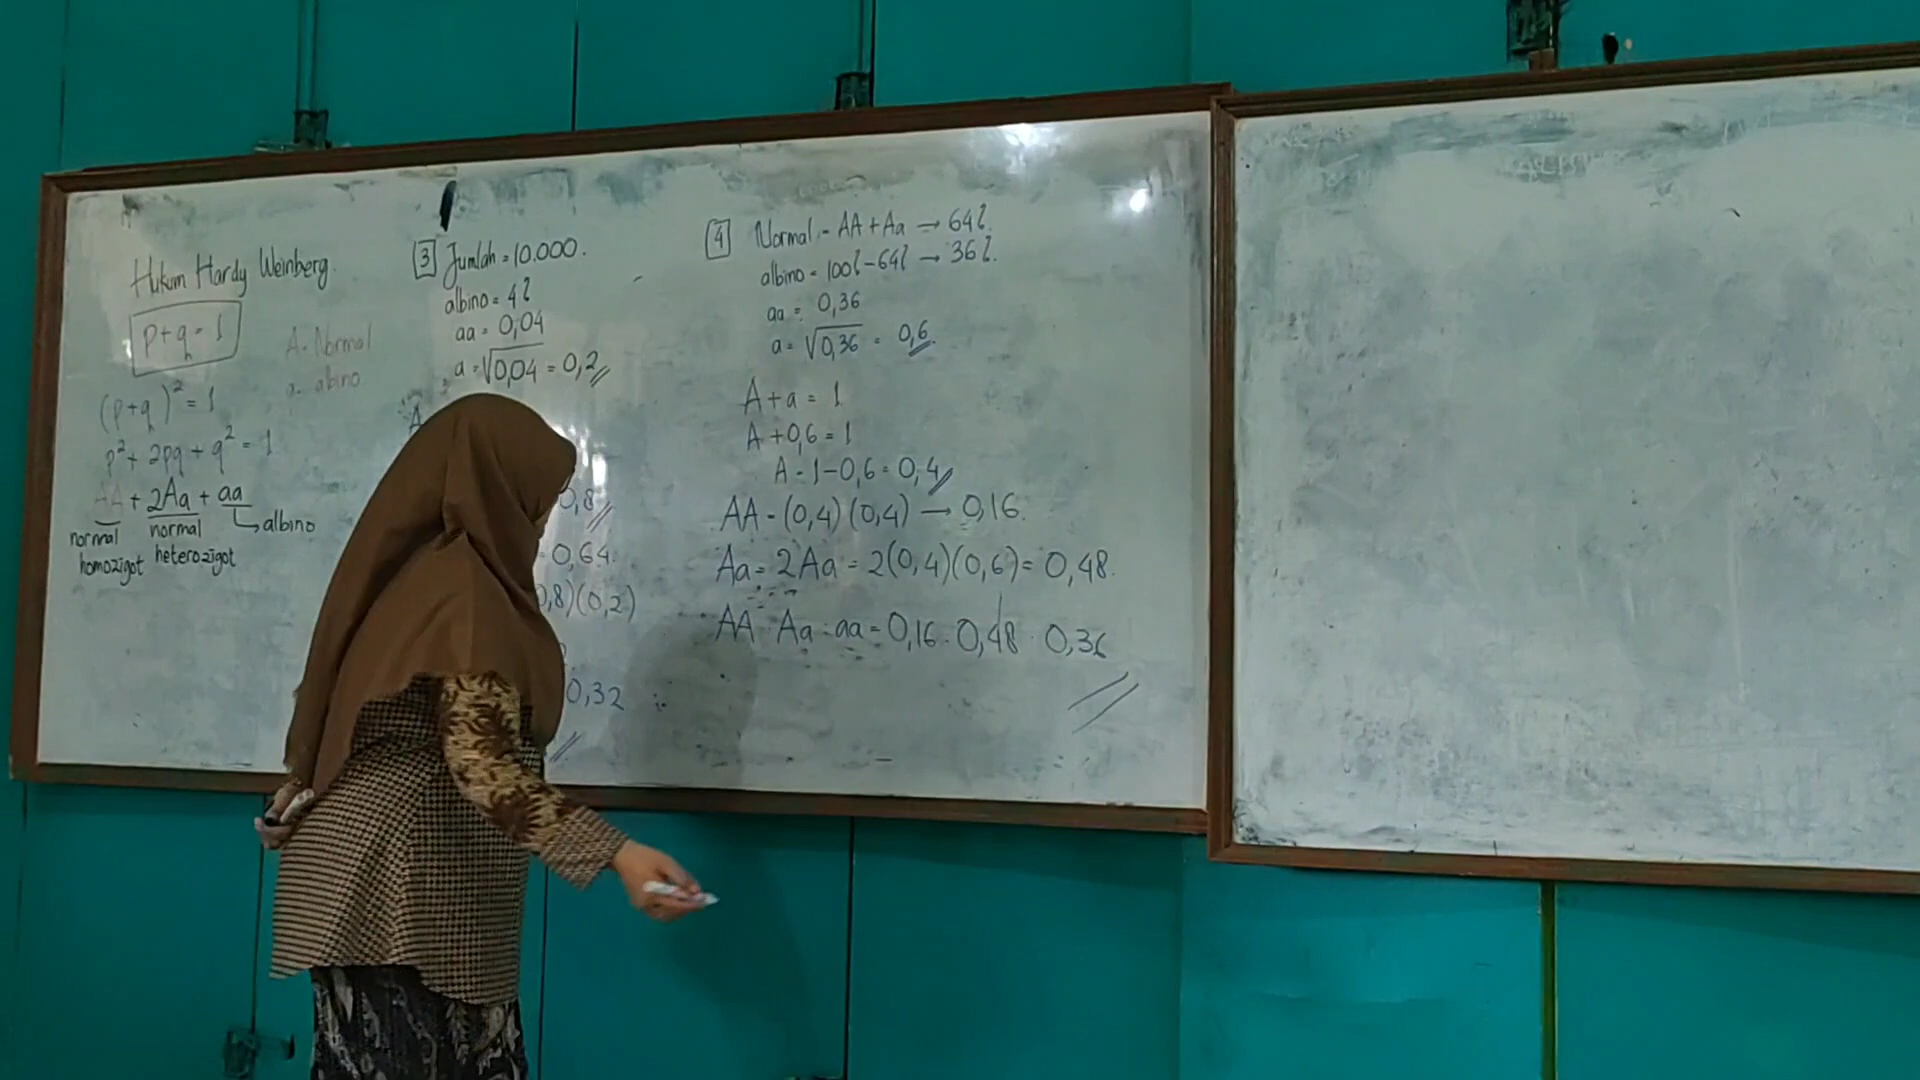 Hukum Hardy Weinberg.
p+q = 1
(p+q)² = 1
p² + 2pq + q² = 1
AA + 2Aa + aa
normal homozigot
normal heterozigot
albino
A = Normal
a = abino
3 Jumlah = 10.000.
albino = 4%
aa = 0,04
a = √0,04 = 0,2
A
0,8
= 0,64
0,8)(0,2)
0,32
4 Normal = AA + Aa → 64%.
albino = 100% - 64% → 36%.
aa = 0,36
a = √0,36 = 0,6.
A + a = 1
A + 0,6 = 1
A = 1 - 0,6 = 0,4
AA = (0,4) (0,4) → 0,16.
Aa = 2Aa = 2(0,4)(0,6) = 0,48.
AA : Aa : aa = 0,16 : 0,48 : 0,36